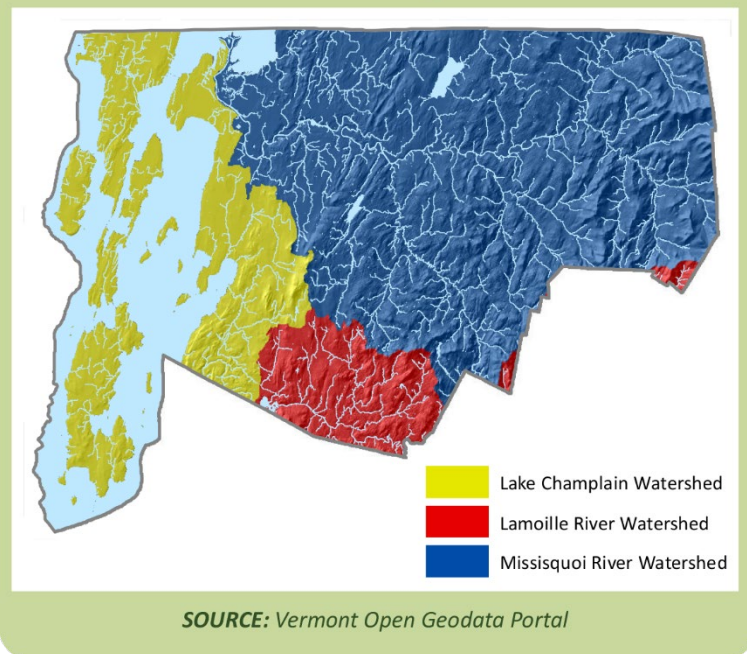 Lake Champlain Watershed
Lamoille River Watershed
Missisquoi River Watershed
SOURCE: Vermont Open Geodata Portal